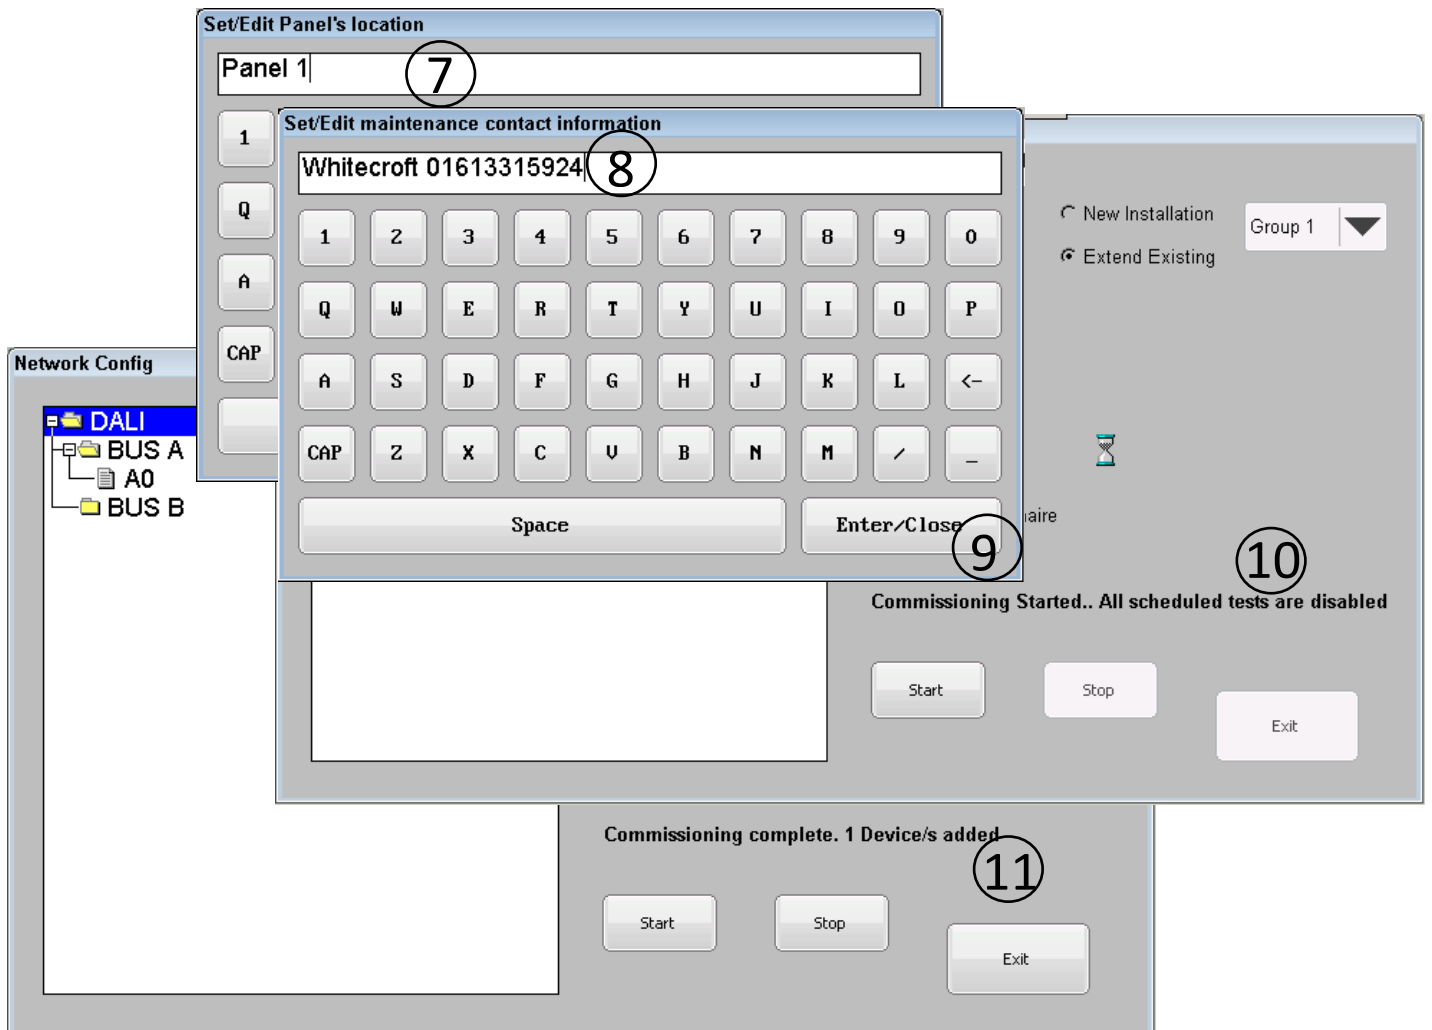 Set/Edit Panel's location
Panel 1
7
1
Q
A
CAP
Set/Edit maintenance contact information
Whitecroft 01613315924
8
1 2 3 4 5 6 7 8 9 0
Q W E R T Y U I O P
A S D F G H J K L <-
CAP Z X C V B N M / _
Space Enter/Close
9
New Installation
Extend Existing
Group 1
aire
10
Commissioning Started.. All scheduled tests are disabled
Start Stop Exit
Network Config
DALI
BUS A
A0
BUS B
Commissioning complete. 1 Device/s added
11
Start Stop Exit